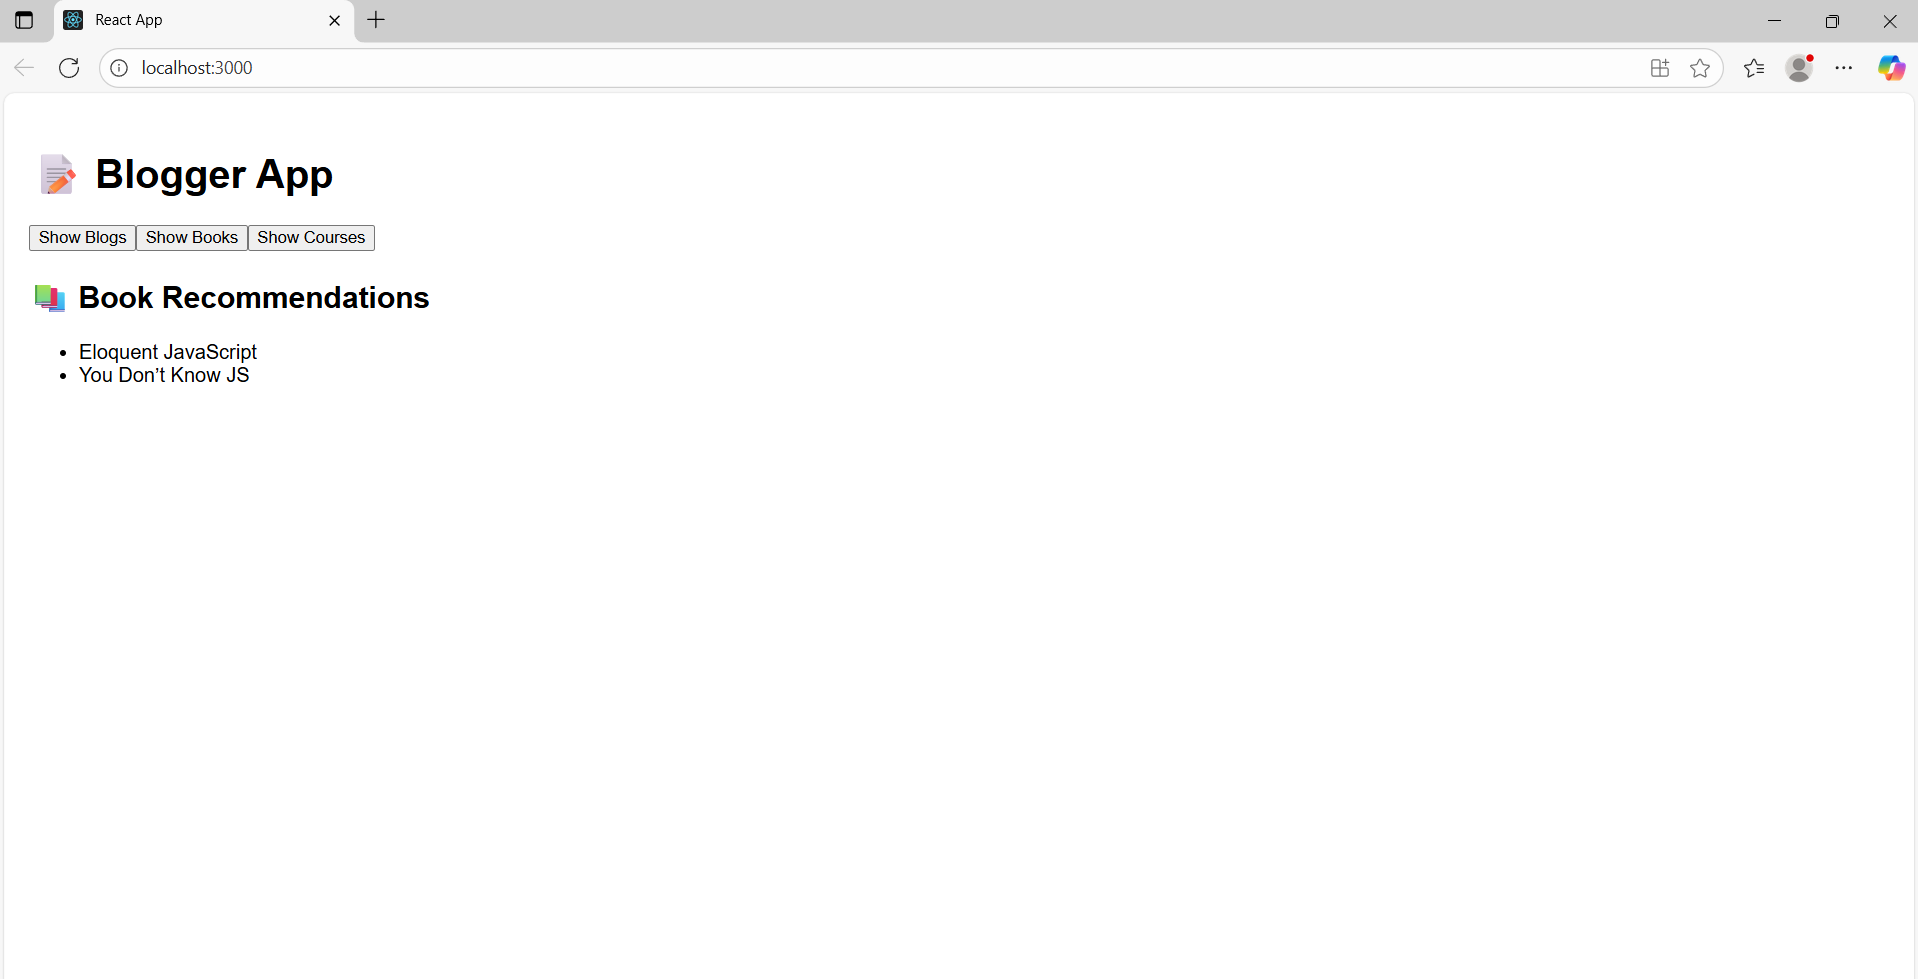 React App
localhost:3000
Blogger App
Show Blogs Show Books Show Courses
Book Recommendations
• Eloquent JavaScript
• You Don’t Know JS